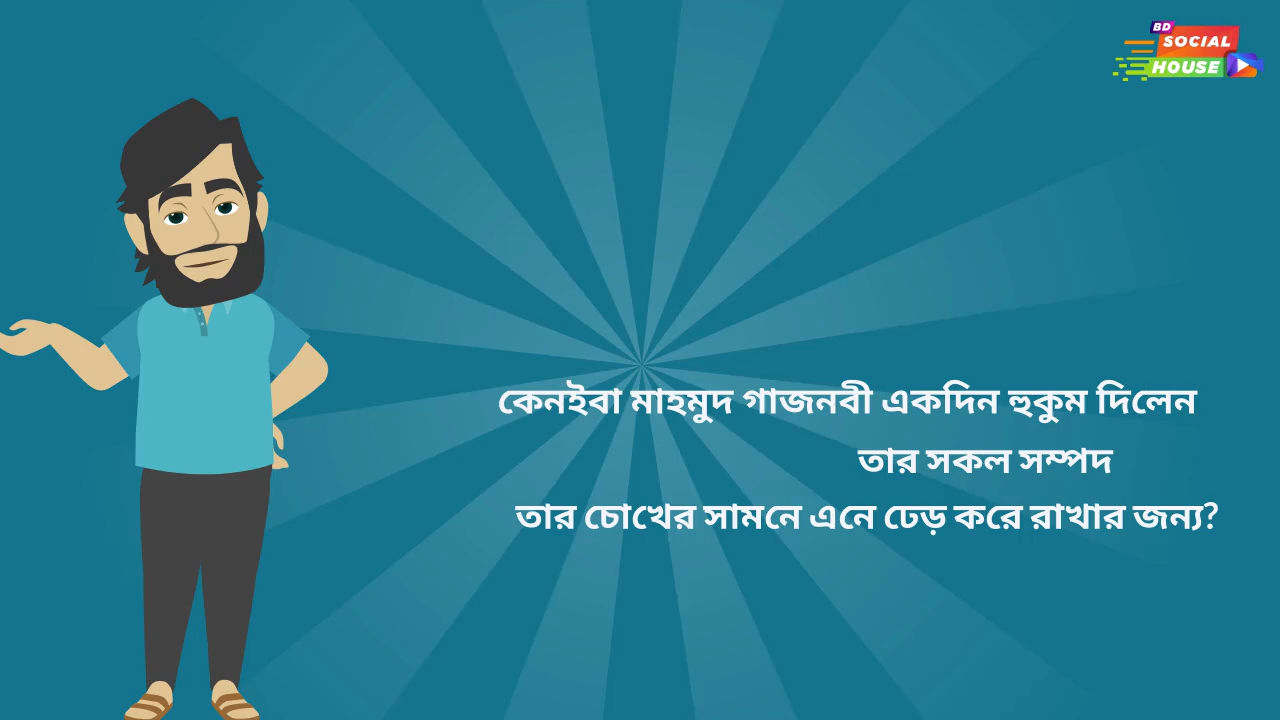 BD
SOCIAL
HOUSE
কেনইবা মাহমুদ গাজনবী একদিন হুকুম দিলেন
তার সকল সম্পদ
তার চোখের সামনে এনে ঢেড় করে রাখার জন্য?